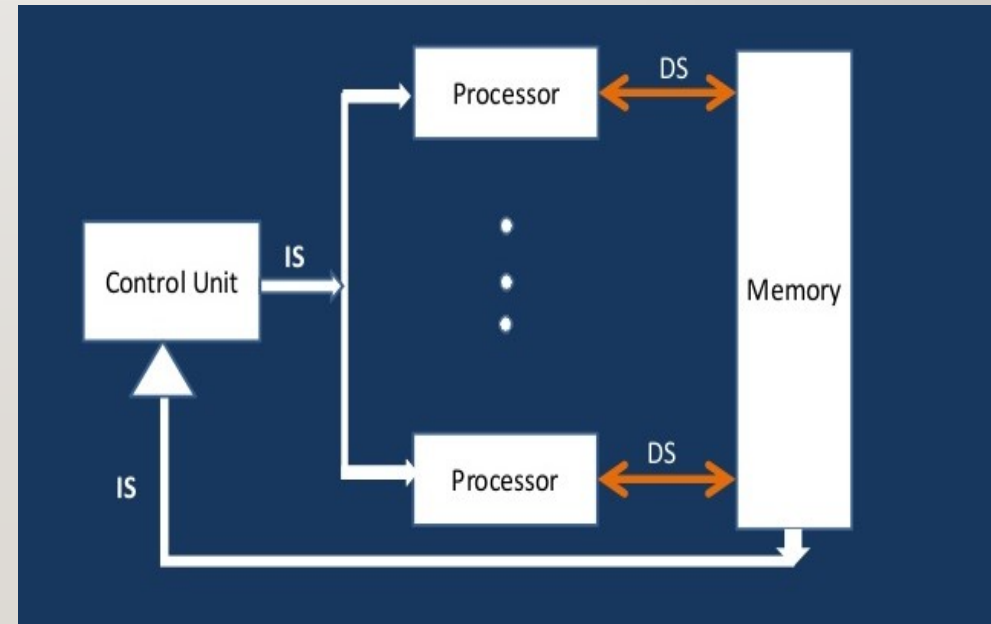 Processor
DS
IS
Control Unit
Memory
IS
Processor
DS